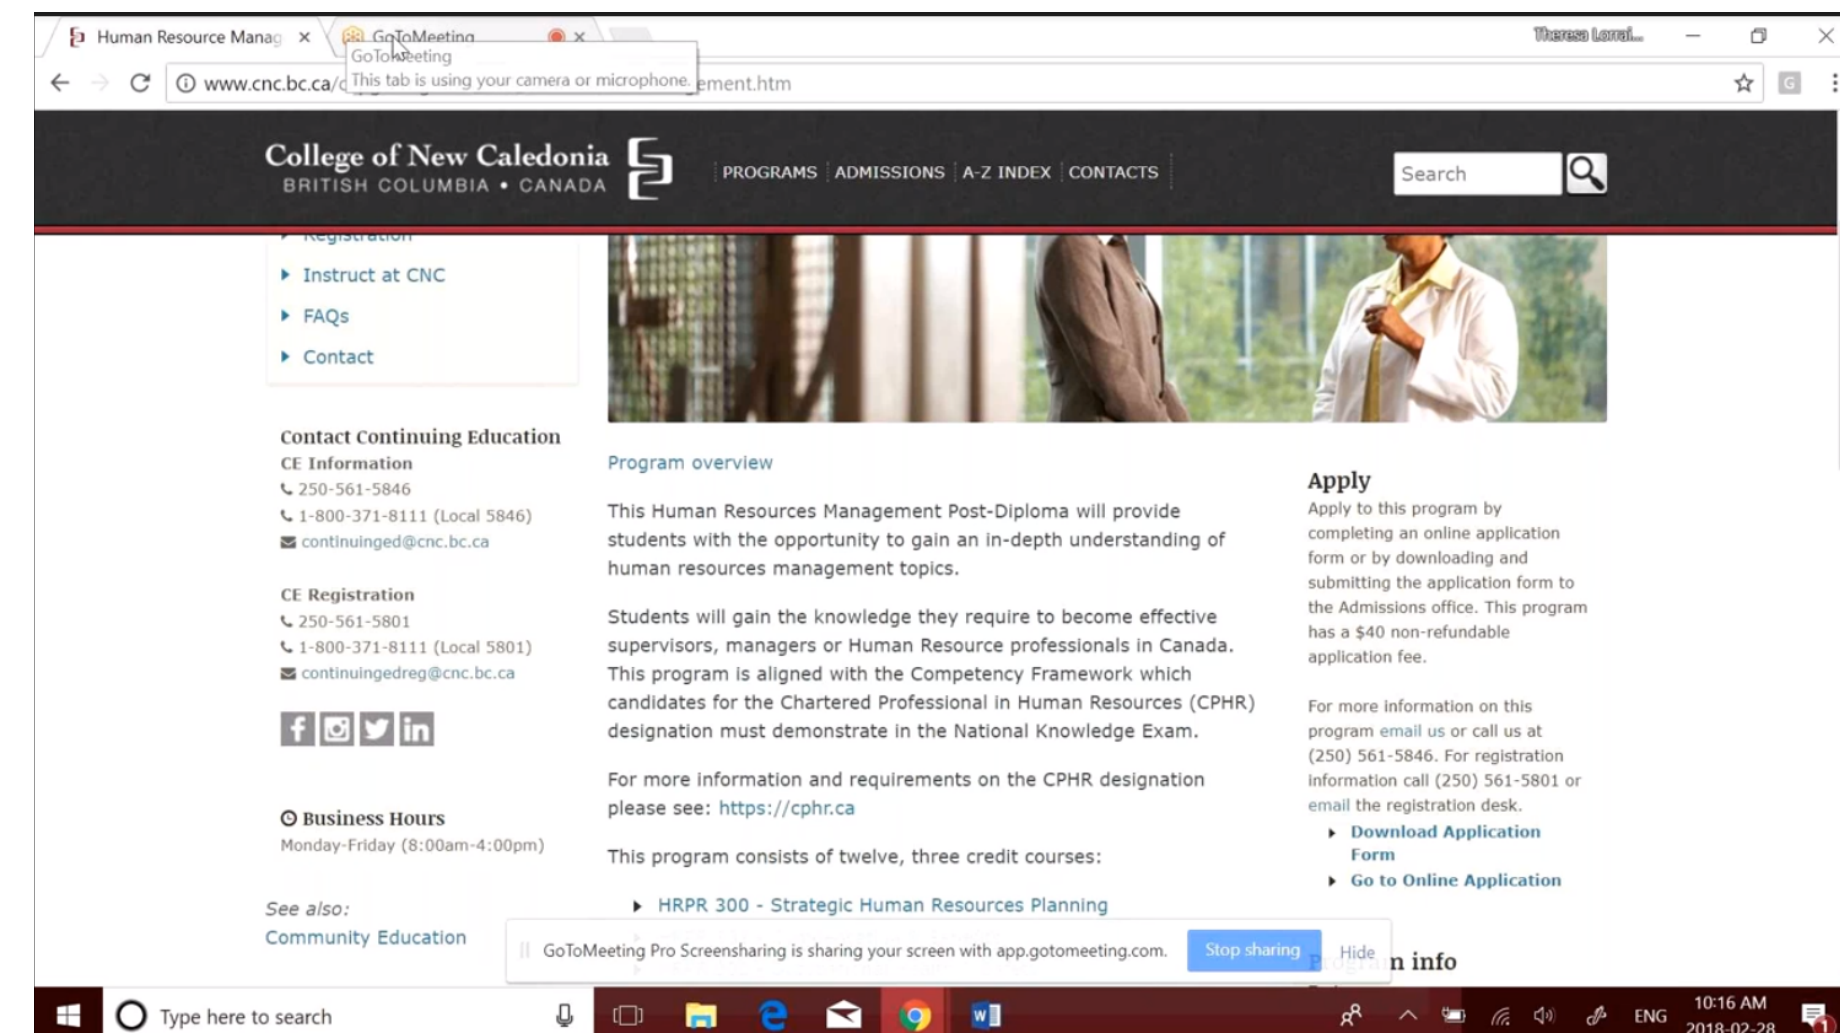 Human Resource Manag
GoToMeeting
GoToMeeting
This tab is using your camera or microphone.
www.cnc.bc.ca/
ement.htm
College of New Caledonia
BRITISH COLUMBIA • CANADA
PROGRAMS ADMISSIONS A-Z INDEX CONTACTS
Search
Registration
Instruct at CNC
FAQs
Contact
Contact Continuing Education
CE Information
250-561-5846
1-800-371-8111 (Local 5846)
continuinged@cnc.bc.ca
CE Registration
250-561-5801
1-800-371-8111 (Local 5801)
continuingedreg@cnc.bc.ca
f in
Business Hours
Monday-Friday (8:00am-4:00pm)
See also:
Community Education
Program overview
This Human Resources Management Post-Diploma will provide
students with the opportunity to gain an in-depth understanding of
human resources management topics.
Students will gain the knowledge they require to become effective
supervisors, managers or Human Resource professionals in Canada.
This program is aligned with the Competency Framework which
candidates for the Chartered Professional in Human Resources (CPHR)
designation must demonstrate in the National Knowledge Exam.
For more information and requirements on the CPHR designation
please see: https://cphr.ca
This program consists of twelve, three credit courses:
HRPR 300 - Strategic Human Resources Planning
Apply
Apply to this program by
completing an online application
form or by downloading and
submitting the application form to
the Admissions office. This program
has a $40 non-refundable
application fee.
For more information on this
program email us or call us at
(250) 561-5846. For registration
information call (250) 561-5801 or
email the registration desk.
Download Application
Form
Go to Online Application
Program info
GoToMeeting Pro Screensharing is sharing your screen with app.gotomeeting.com.
Stop sharing
Hide
Type here to search
ENG
10:16 AM
2018-02-28